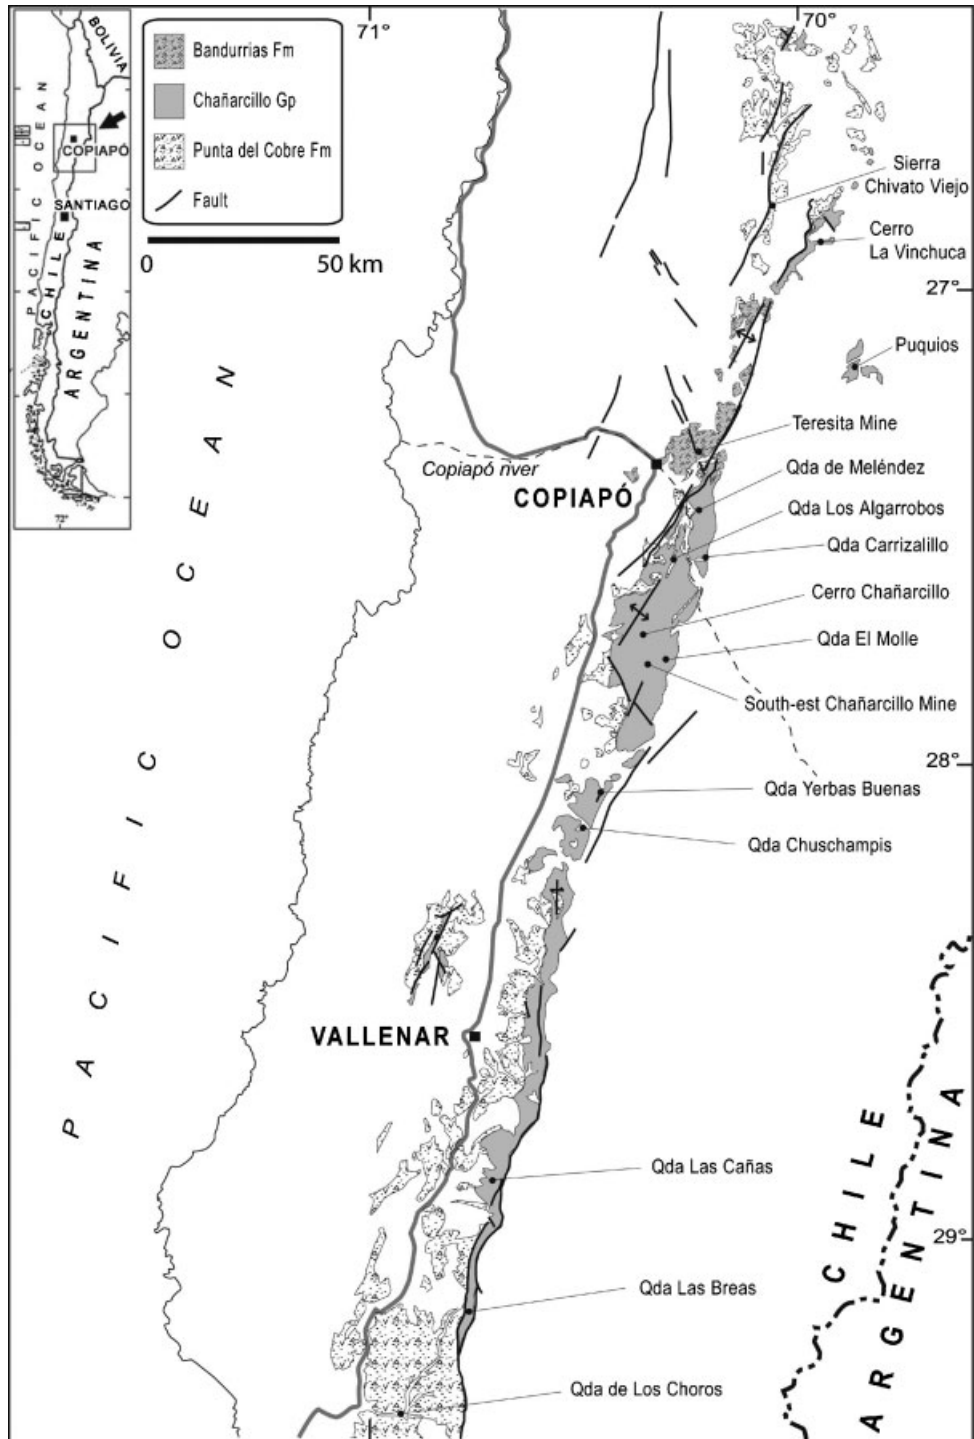 71°
70°
BOLIVIA
PACIFIC OCEAN
COPIAPÓ
SANTIAGO
CHILE
ARGENTINA
72°
Bandurrias Fm
Chañarcillo Gp
Punta del Cobre Fm
Fault
0 50 km
Sierra
Chivato Viejo
Cerro
La Vinchuca
27°
Puquios
Teresita Mine
Copiapó river
Qda de Meléndez
COPIAPÓ
Qda Los Algarrobos
Qda Carrizalillo
Cerro Chañarcillo
Qda El Molle
South-est Chañarcillo Mine
28°
Qda Yerbas Buenas
Qda Chuschampis
PACIFIC OCEAN
VALLENAR
Qda Las Cañas
CHILE
ARGENTINA
29°
Qda Las Breas
Qda de Los Choros